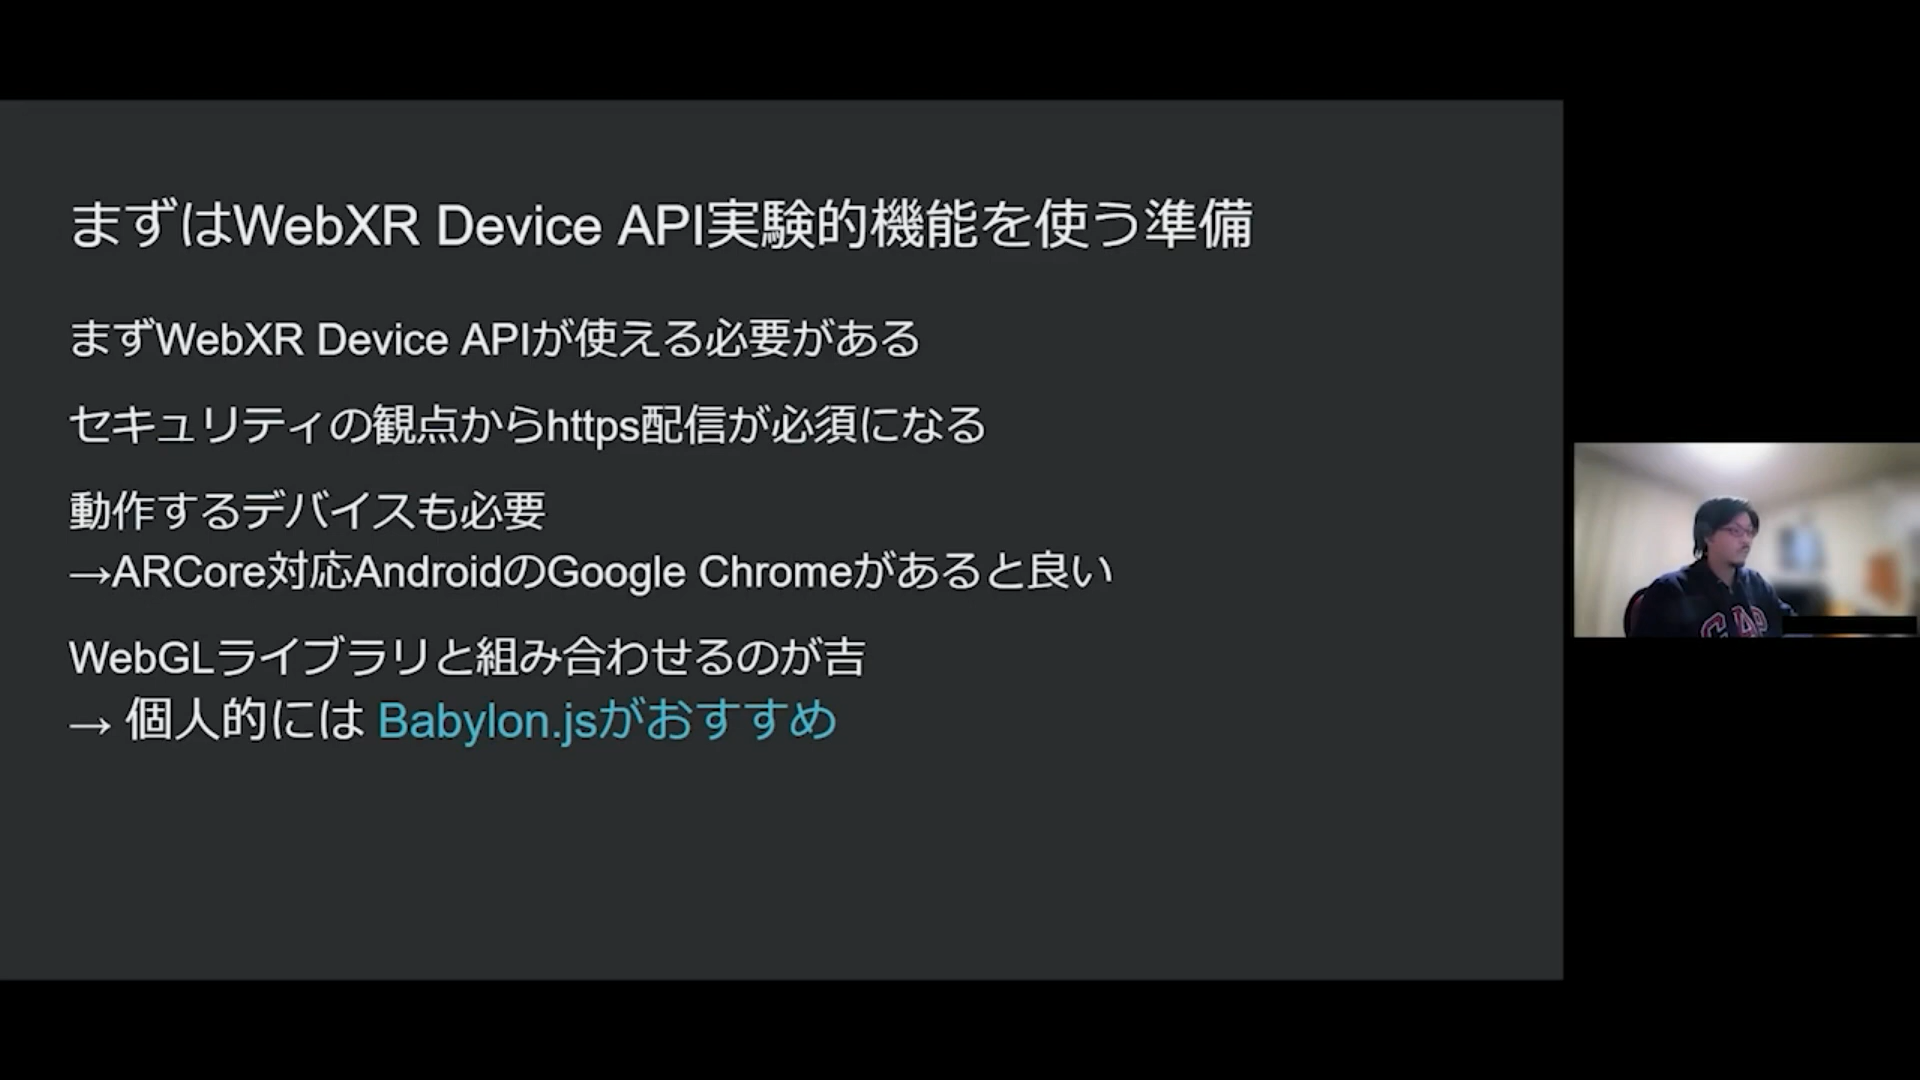 まずはWebXR Device API実験的機能を使う準備
まずWebXR Device APIが使える必要がある
セキュリティの観点からhttps配信が必須になる
動作するデバイスも必要
→ARCore対応AndroidのGoogle Chromeがあると良い
WebGLライブラリと組み合わせるのが吉
→ 個人的には Babylon.jsがおすすめ
GAP